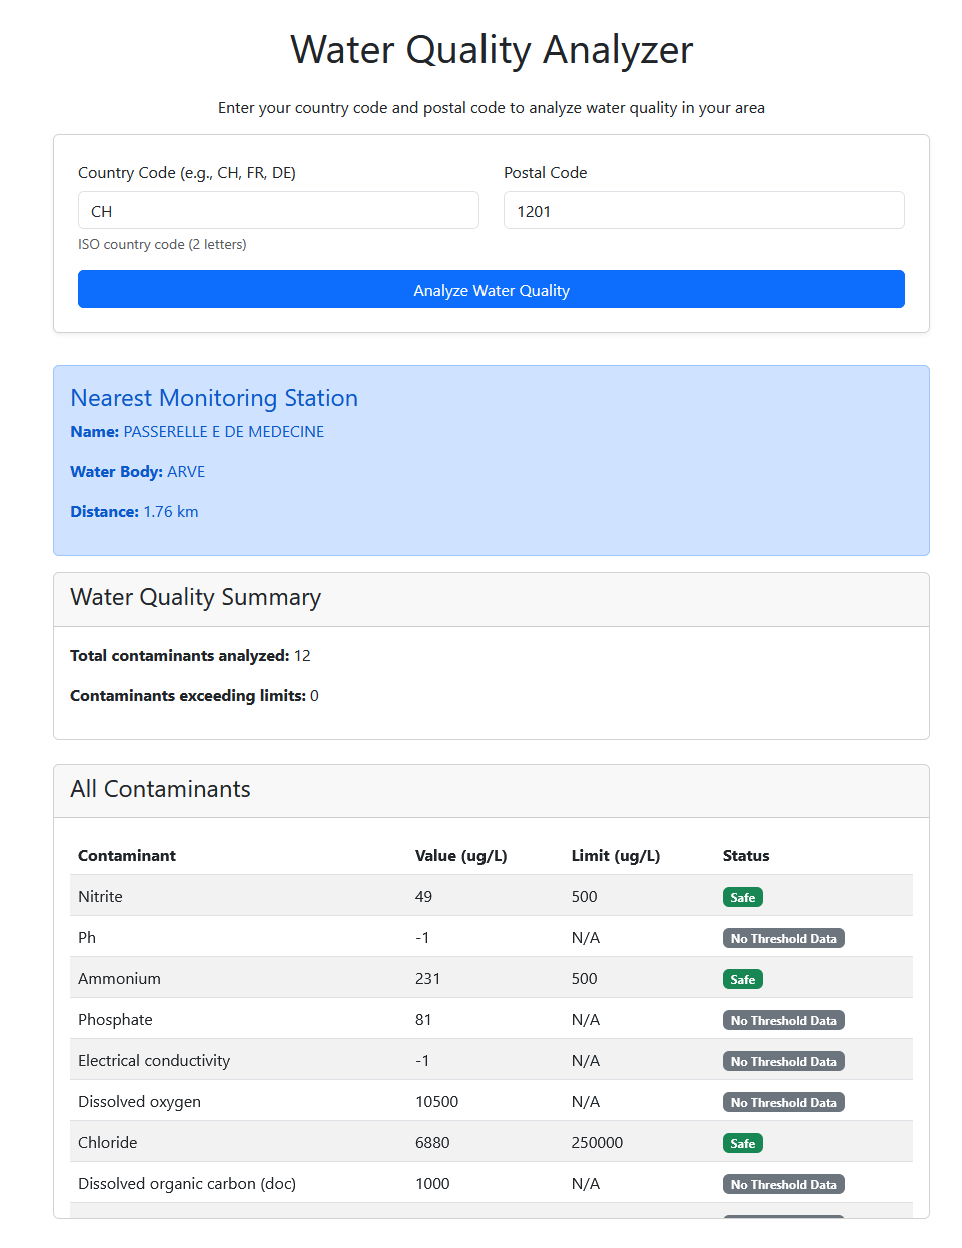 Water Quality Analyzer
Enter your country code and postal code to analyze water quality in your area
Country Code (e.g., CH, FR, DE)
Postal Code
CH
1201
ISO country code (2 letters)
Analyze Water Quality
Nearest Monitoring Station
Name: PASSERELLE E DE MEDECINE
Water Body: ARVE
Distance: 1.76 km
Water Quality Summary
Total contaminants analyzed: 12
Contaminants exceeding limits: 0
All Contaminants
Contaminant Value (ug/L) Limit (ug/L) Status
Nitrite 49 500 Safe
Ph -1 N/A No Threshold Data
Ammonium 231 500 Safe
Phosphate 81 N/A No Threshold Data
Electrical conductivity -1 N/A No Threshold Data
Dissolved oxygen 10500 N/A No Threshold Data
Chloride 6880 250000 Safe
Dissolved organic carbon (doc) 1000 N/A No Threshold Data